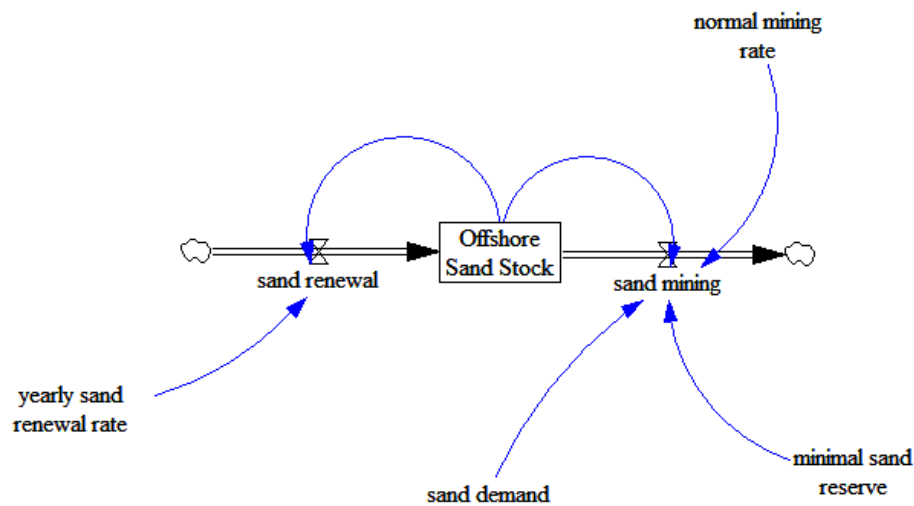 normal mining
rate
Offshore
Sand Stock
sand renewal
sand mining
yearly sand
renewal rate
minimal sand
reserve
sand demand